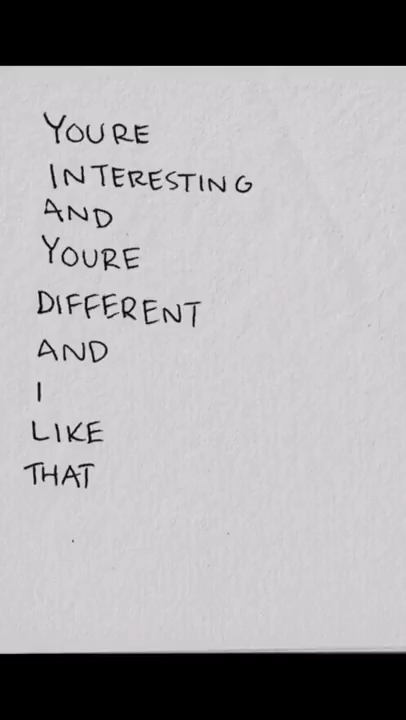 YOURE
INTERESTING
AND
YOURE
DIFFERENT
AND
I
LIKE
THAT